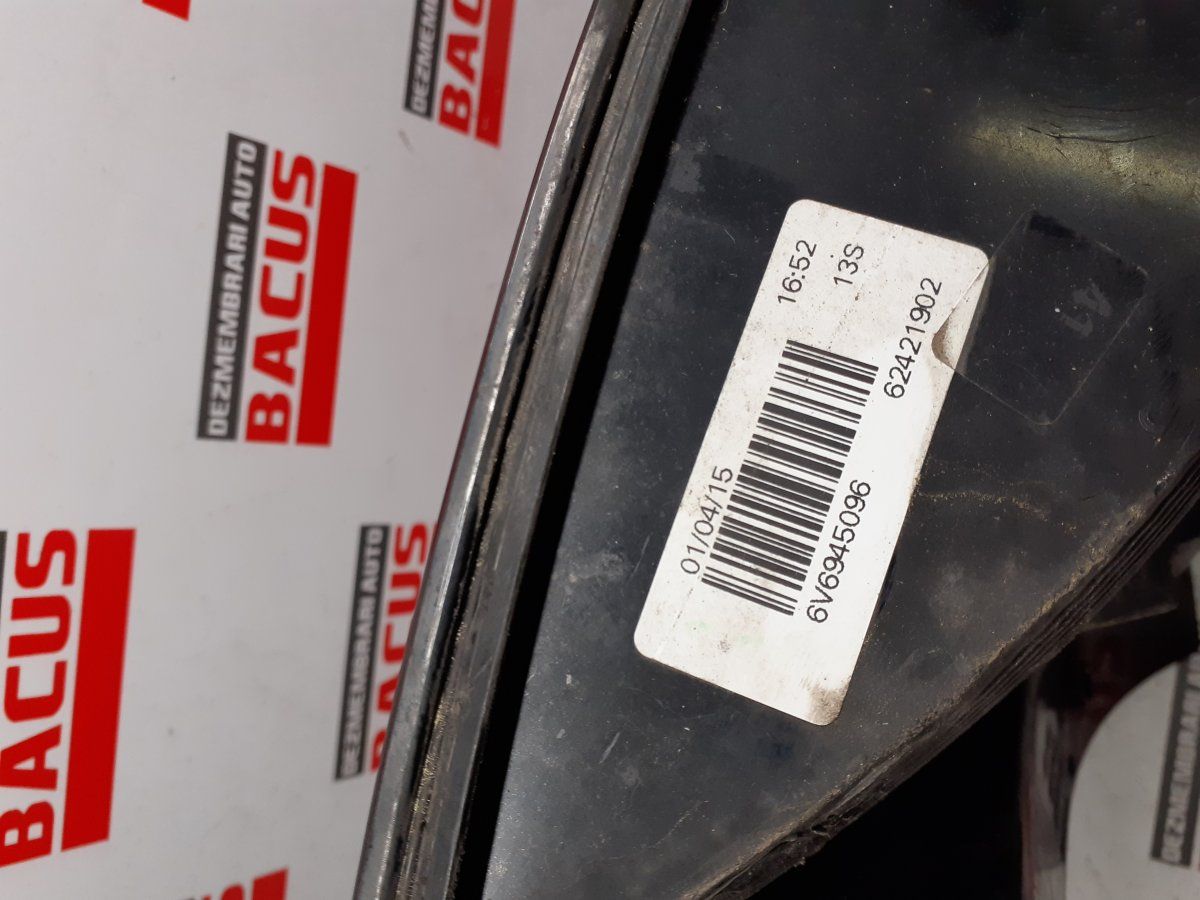 DEZMEMBRARI AUTO
BACUS
DEZMEMBRARI AUTO
BACUS
BACUS
DEZMEMBRARI AUTO
BACUS
01/04/15
16:52
13S
6V6945096
62421902